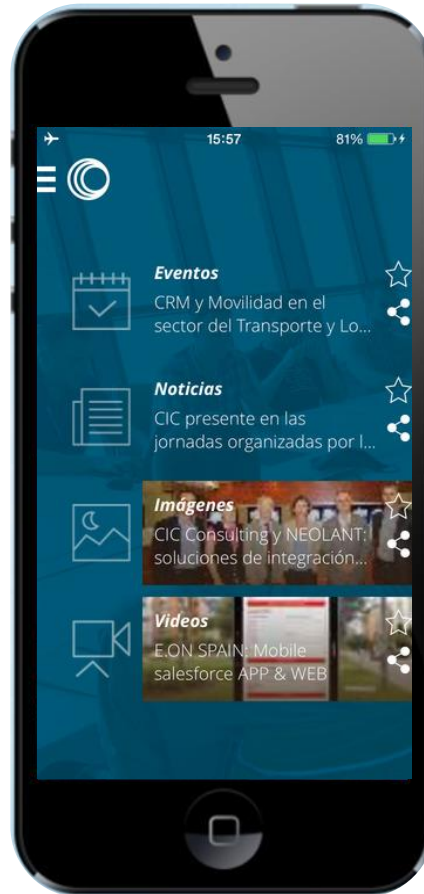 15:57
81%
Eventos
CRM y Movilidad en el
sector del Transporte y Lo...
Noticias
CIC presente en las
jornadas organizadas por l...
Imágenes
CIC Consulting y NEOLANT:
soluciones de integración...
Videos
E.ON SPAIN: Mobile
salesforce APP & WEB